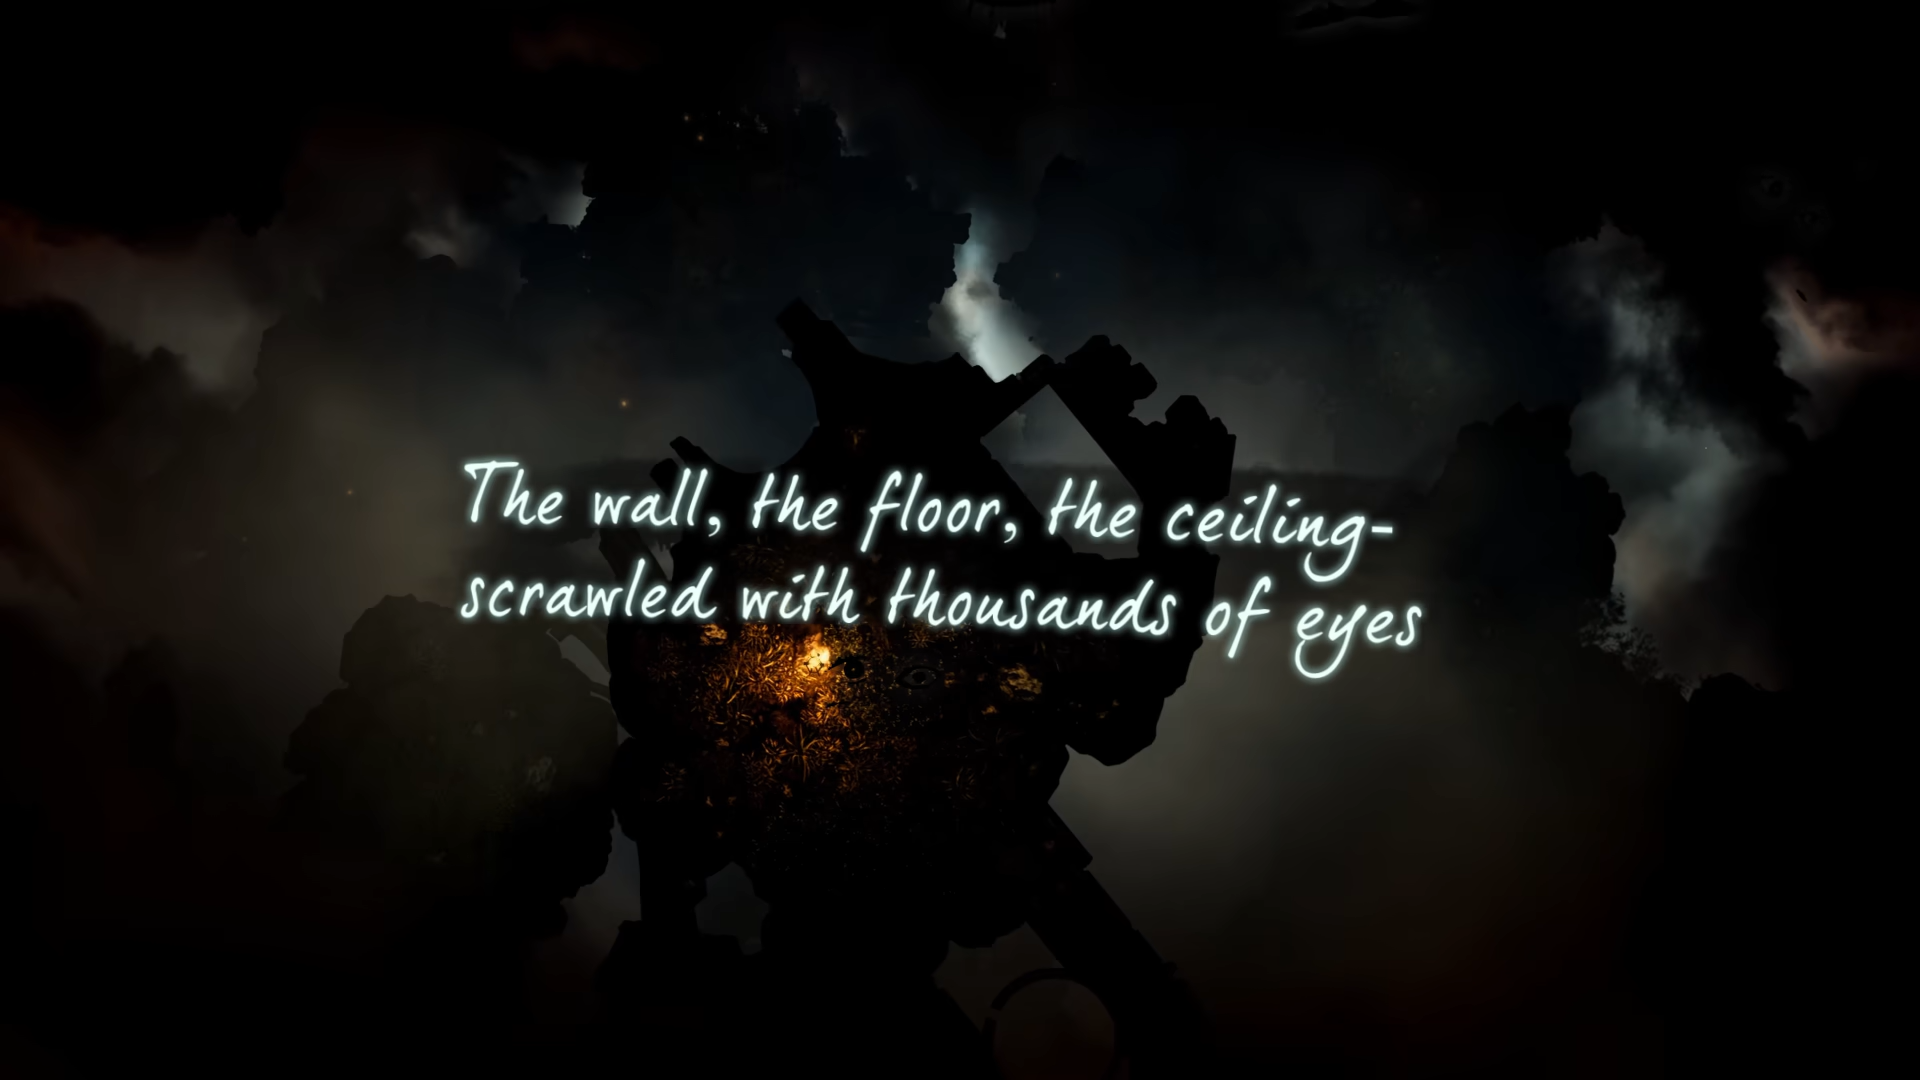 The wall, the floor, the ceiling-
scrawled with thousands of eyes